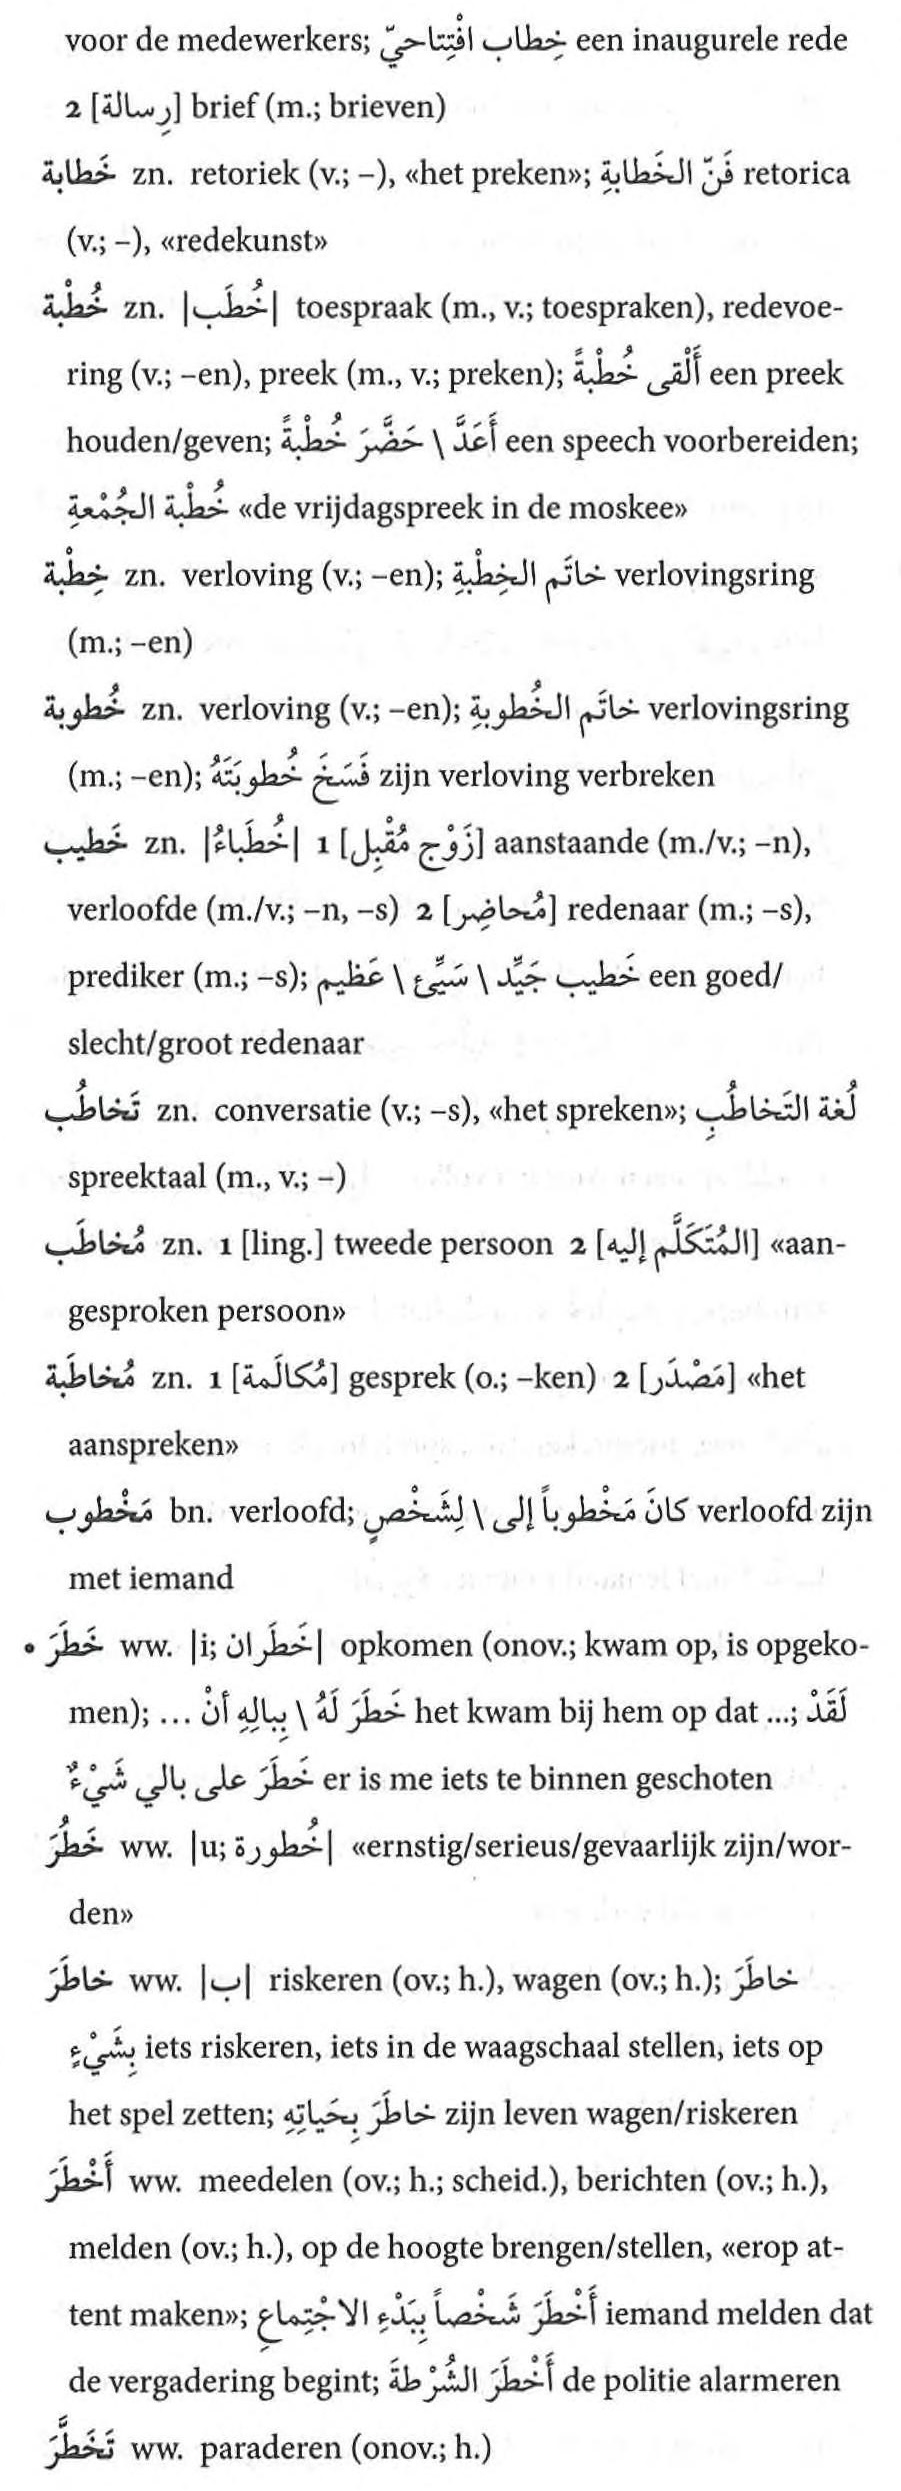 voor de medewerkers; خِطاب افْتِتاحيّ een inaugurele rede
2 [رِسالة] brief (m.; brieven)
خَطابة zn. retoriek (v.; –), «het preken»; فَنّ الخَطابةِ retorica
(v.; –), «redekunst»
خُطْبة zn. |خُطَب| toespraak (m., v.; toespraken), redevoe-
ring (v.; –en), preek (m., v.; preken); أَلْقى خُطْبةً een preek
houden/geven; أَعَدَّ \ حَضَّرَ خُطْبةً een speech voorbereiden;
خُطْبة الجُمْعةِ «de vrijdagspreek in de moskee»
خِطْبة zn. verloving (v.; –en); خاتَم الخِطْبةِ verlovingsring
(m.; –en)
خُطوبة zn. verloving (v.; –en); خاتَم الخُطوبةِ verlovingsring
(m.; –en); فَسَخَ خُطوبَتَهُ zijn verloving verbreken
خَطيب zn. |خُطَباءُ| 1 [زَوْج مُقْبِل] aanstaande (m./v.; –n),
verloofde (m./v.; –n, –s) 2 [مُحاضِر] redenaar (m.; –s),
prediker (m.; –s); خَطيب جَيِّد \ سَيِّئ \ عَظيم een goed/
slecht/groot redenaar
تَخاطُب zn. conversatie (v.; –s), «het spreken»; لُغة التَخاطُبِ
spreektaal (m., v.; –)
مُخاطَب zn. 1 [ling.] tweede persoon 2 [المُتَكَلَّم إليه] «aan-
gesproken persoon»
مُخاطَبة zn. 1 [مُكالَمة] gesprek (o.; –ken) 2 [مَصْدَر] «het
aanspreken»
مَخْطوب bn. verloofd; كانَ مَخْطوباً إلى \ لِشَخْصٍ verloofd zijn
met iemand
• خَطَرَ ww. |i; خَطَران| opkomen (onov.; kwam op, is opgeko-
men); خَطَرَ لَهُ \ بِبالِهِ أنْ ... het kwam bij hem op dat ...; لَقَدْ
خَطَرَ على بالي شَيْءٌ er is me iets te binnen geschoten
خَطُرَ ww. |u; خُطورة| «ernstig/serieus/gevaarlijk zijn/wor-
den»
خاطَرَ ww. |ب| riskeren (ov.; h.), wagen (ov.; h.); خاطَرَ
بِشَيْءٍ iets riskeren, iets in de waagschaal stellen, iets op
het spel zetten; خاطَرَ بِحَياتِهِ zijn leven wagen/riskeren
أَخْطَرَ ww. meedelen (ov.; h.; scheid.), berichten (ov.; h.),
melden (ov.; h.), op de hoogte brengen/stellen, «erop at-
tent maken»; أَخْطَرَ شَخْصاً بِبَدْءِ الاجْتِماعِ iemand melden dat
de vergadering begint; أَخْطَرَ الشُرْطةَ de politie alarmeren
تَخَطَّرَ ww. paraderen (onov.; h.)